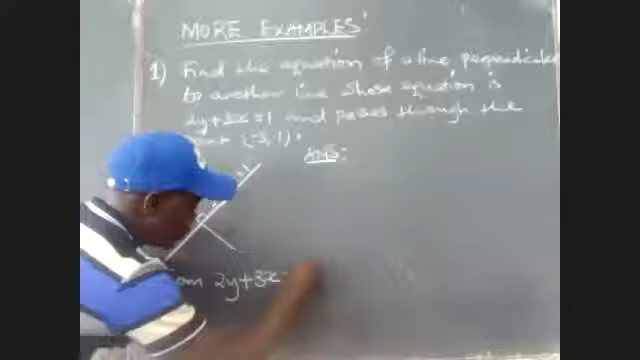 MORE EXAMPLES:
1) Find the equation of a line perpendicular
to another line whose equation is
2y+3x=1 and passes through the
(-3,1).
ANS:
2y+3x=